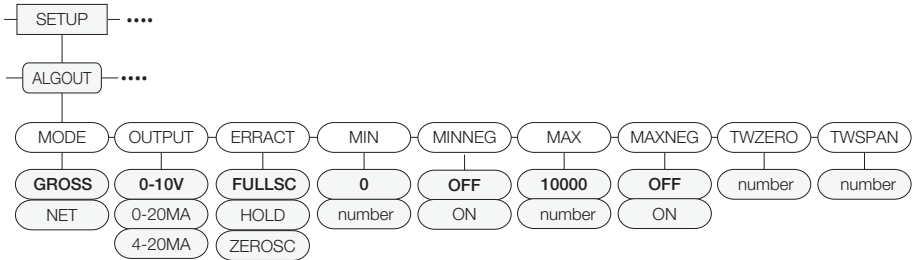 SETUP ••••
ALGOUT ••••
MODE OUTPUT ERRACT MIN MINNEG MAX MAXNEG TWZERO TWSPAN
GROSS 0-10V FULLSC 0 OFF 10000 OFF number number
NET 0-20MA HOLD number ON number ON
4-20MA ZEROSC